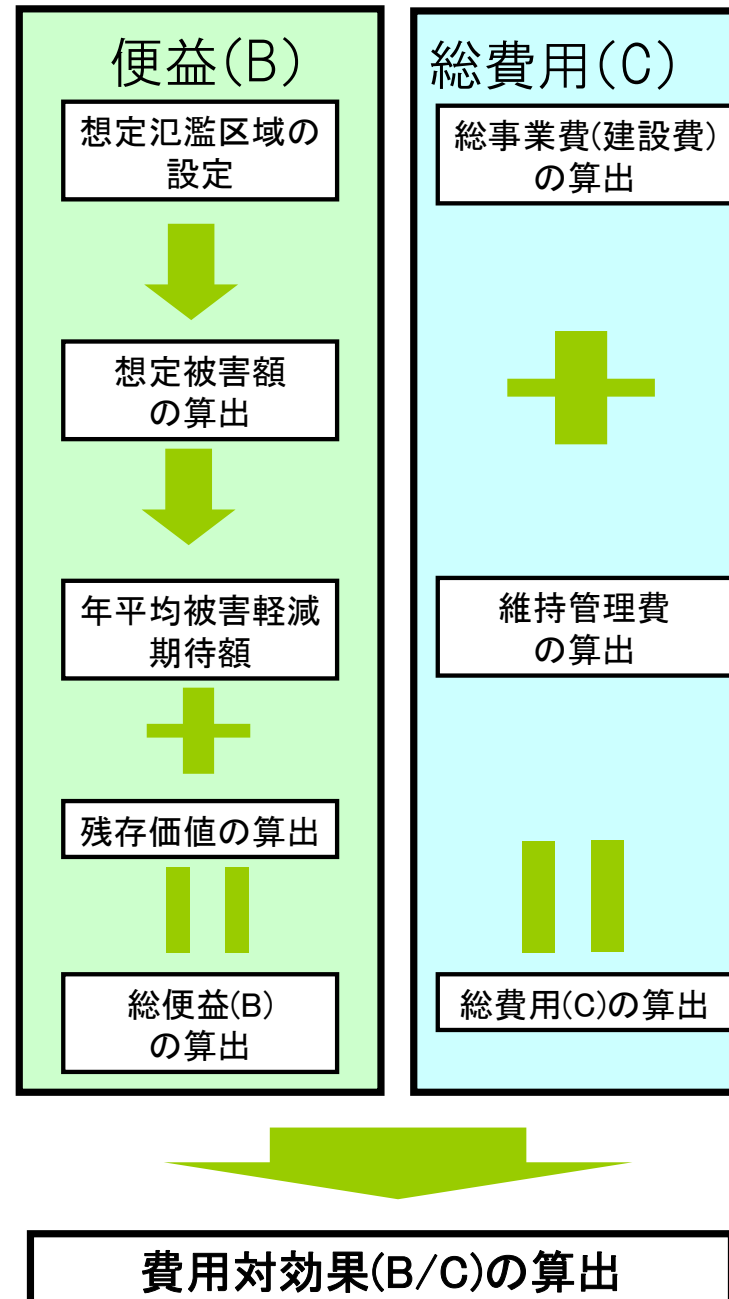 便益(B)
想定氾濫区域の
設定
想定被害額
の算出
年平均被害軽減
期待額
残存価値の算出
総便益(B)
の算出
総費用(C)
総事業費(建設費)
の算出
維持管理費
の算出
総費用(C)の算出
費用対効果(B/C)の算出